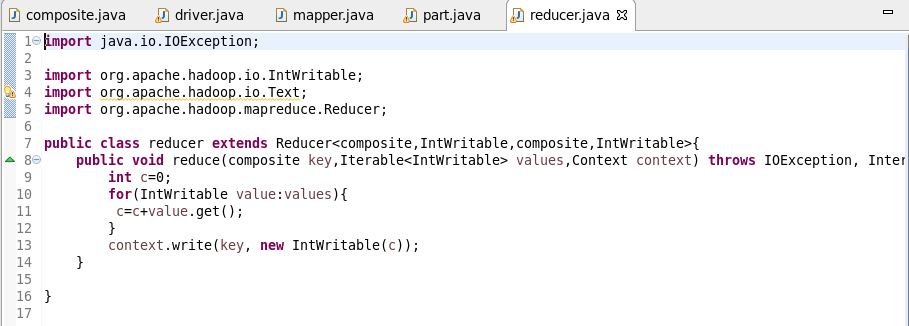 composite.java driver.java mapper.java part.java reducer.java
1 import java.io.IOException;
2
3 import org.apache.hadoop.io.IntWritable;
4 import org.apache.hadoop.io.Text;
5 import org.apache.hadoop.mapreduce.Reducer;
6
7 public class reducer extends Reducer<composite,IntWritable,composite,IntWritable>{
8 public void reduce(composite key,Iterable<IntWritable> values,Context context) throws IOException, Inter
9 int c=0;
10 for(IntWritable value:values){
11 c=c+value.get();
12 }
13 context.write(key, new IntWritable(c));
14 }
15
16 }
17